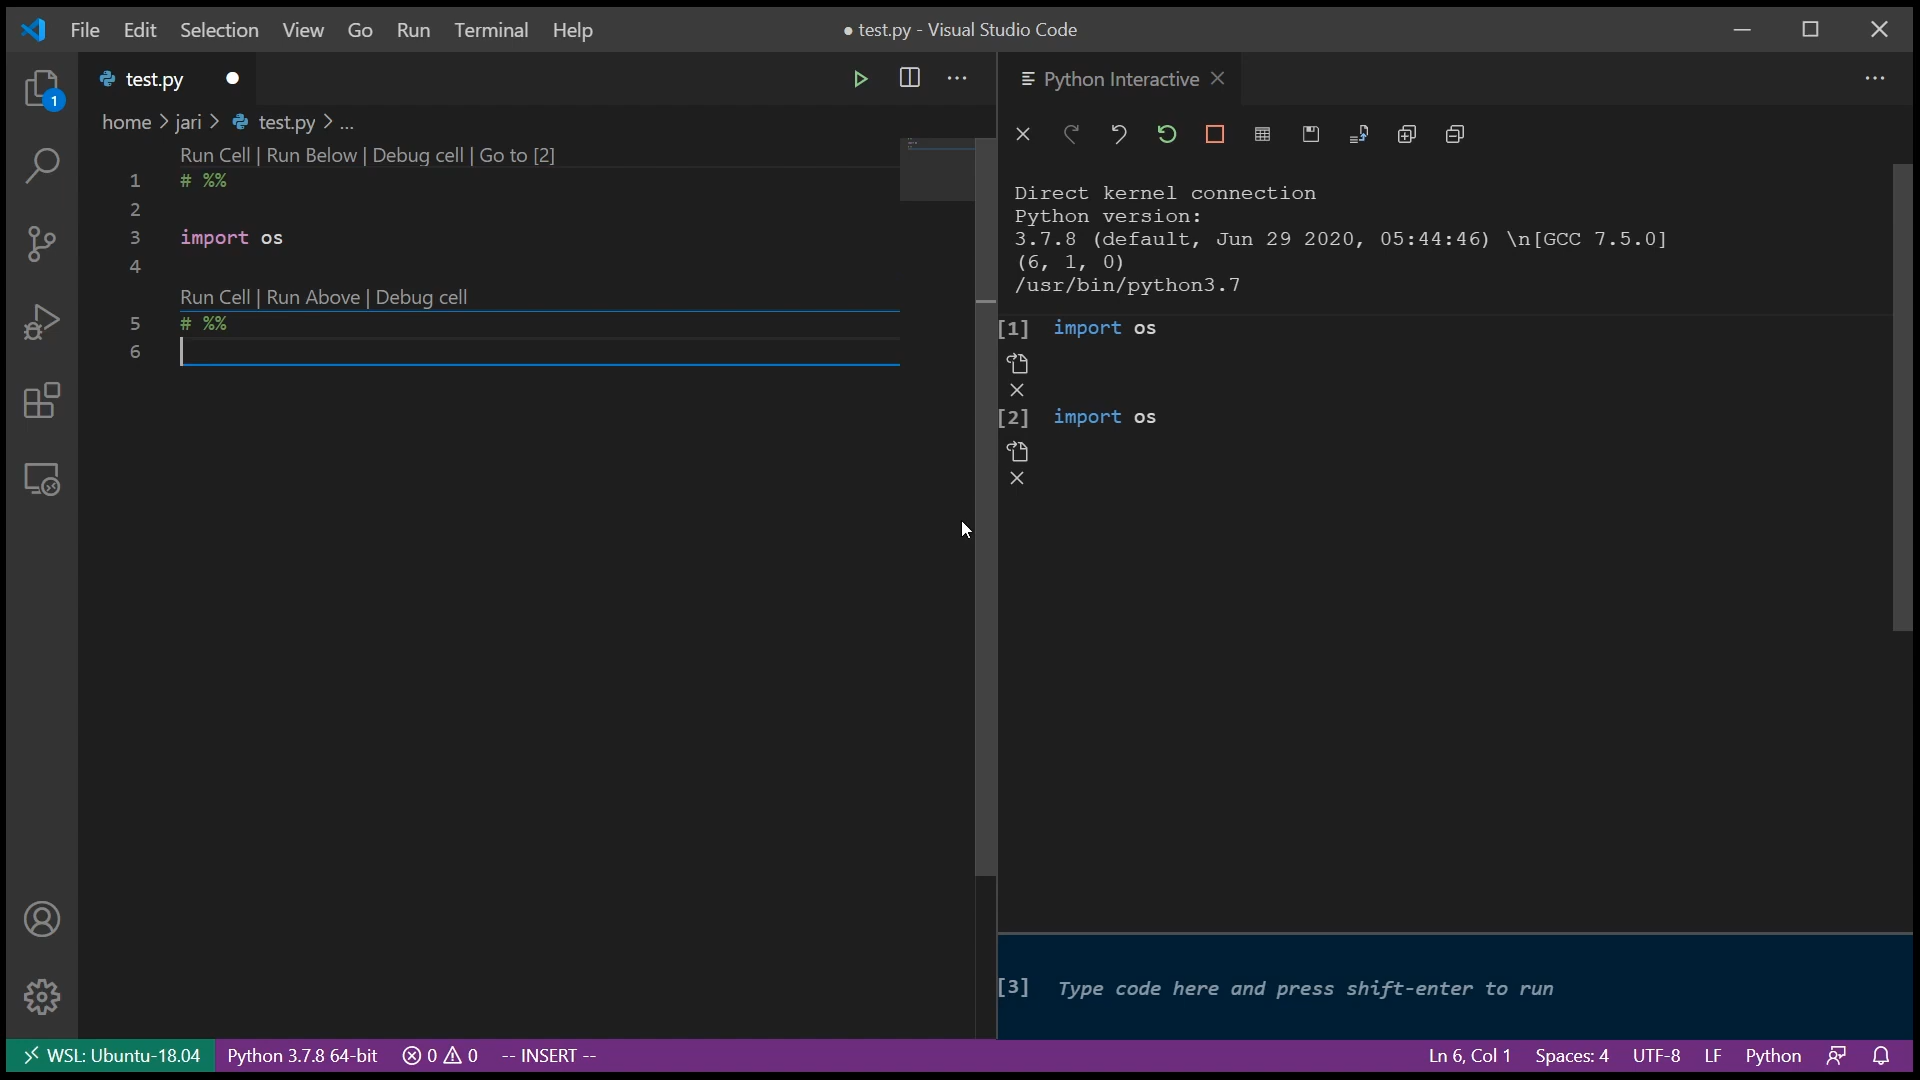 File Edit Selection View Go Run Terminal Help
● test.py - Visual Studio Code
test.py
Python Interactive
1
home > jari > test.py > ...
Run Cell | Run Below | Debug cell | Go to [2]
1 # %%
2
3 import os
4
Run Cell | Run Above | Debug cell
5 # %%
6
Direct kernel connection
Python version:
3.7.8 (default, Jun 29 2020, 05:44:46) \n[GCC 7.5.0]
(6, 1, 0)
/usr/bin/python3.7
[1] import os
[2] import os
[3] Type code here and press shift-enter to run
WSL: Ubuntu-18.04 Python 3.7.8 64-bit 0 0 -- INSERT --
Ln 6, Col 1 Spaces: 4 UTF-8 LF Python